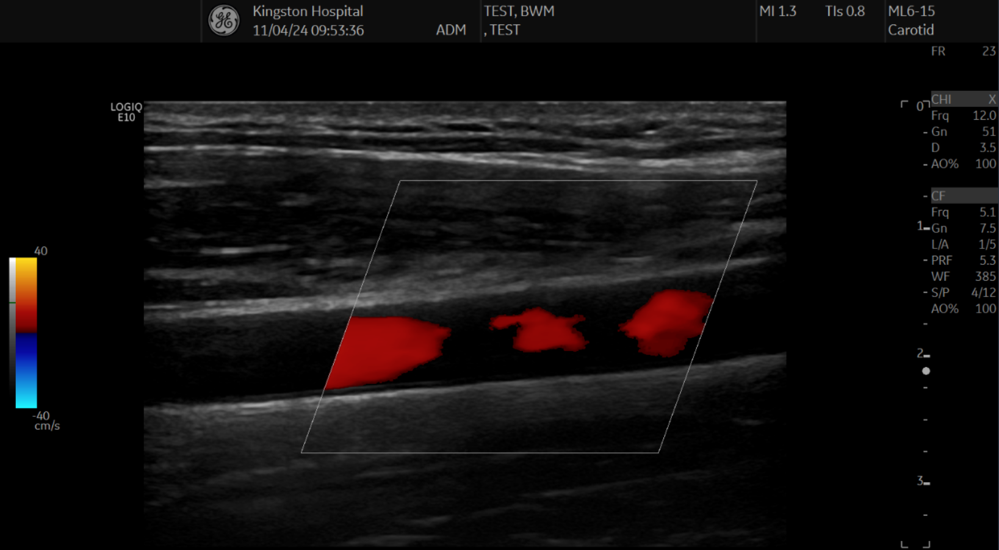 Kingston Hospital
11/04/24 09:53:36 ADM
TEST, BWM
, TEST
MI 1.3 TIs 0.8
ML6-15
Carotid
FR 23
LOGIQ
E10
CHI X
Frq 12.0
Gn 51
D 3.5
AO% 100
CF
Frq 5.1
Gn 7.5
L/A 1/5
PRF 5.3
WF 385
S/P 4/12
AO% 100
0
1
2
3
40
-40
cm/s